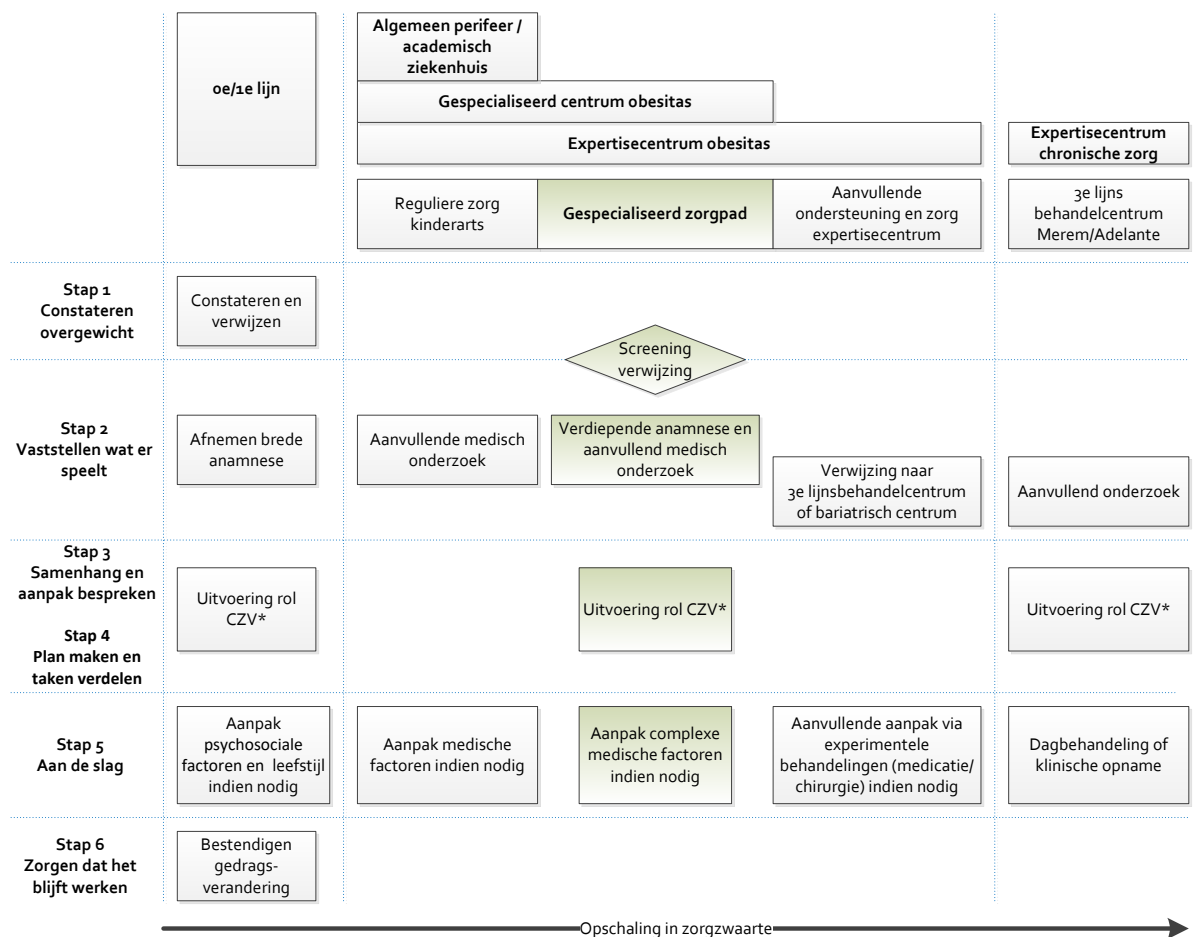 0e/1e lijn
Algemeen perifeer /
academisch
ziekenhuis
Gespecialiseerd centrum obesitas
Expertisecentrum obesitas
Expertisecentrum
chronische zorg
Reguliere zorg
kinderarts
Gespecialiseerd zorgpad
Aanvullende
ondersteuning en zorg
expertisecentrum
3e lijns
behandelcentrum
Merem/Adelante
Stap 1
Constateren
overgewicht
Constateren en
verwijzen
Screening
verwijzing
Stap 2
Vaststellen wat er
speelt
Afnemen brede
anamnese
Aanvullende medisch
onderzoek
Verdiepende anamnese en
aanvullend medisch
onderzoek
Verwijzing naar
3e lijnsbehandelcentrum
of bariatrisch centrum
Aanvullend onderzoek
Stap 3
Samenhang en
aanpak bespreken
Stap 4
Plan maken en
taken verdelen
Uitvoering rol
CZV*
Uitvoering rol CZV*
Uitvoering rol CZV*
Stap 5
Aan de slag
Aanpak
psychosociale
factoren en leefstijl
indien nodig
Aanpak medische
factoren indien nodig
Aanpak complexe
medische factoren
indien nodig
Aanvullende aanpak via
experimentele
behandelingen (medicatie/
chirurgie) indien nodig
Dagbehandeling of
klinische opname
Stap 6
Zorgen dat het
blijft werken
Bestendigen
gedrags-
verandering
Opschaling in zorgzwaarte